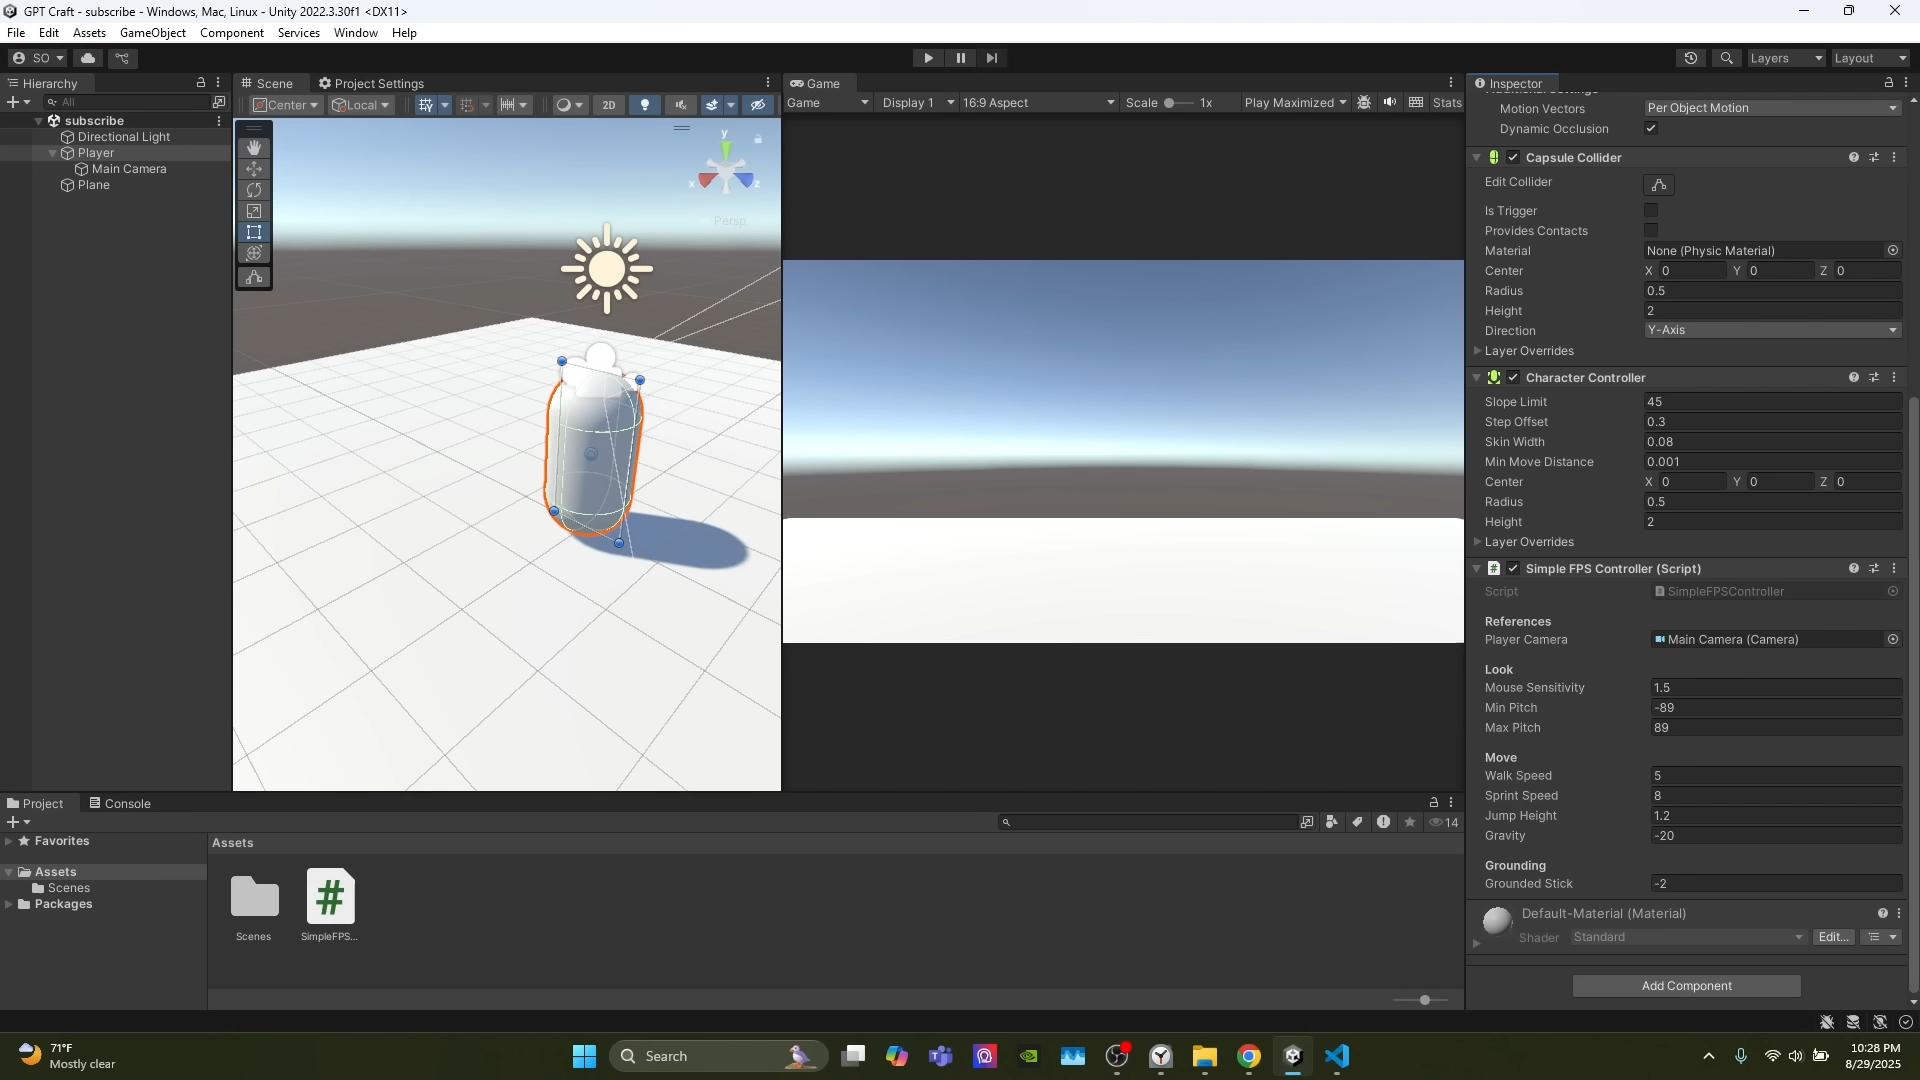 GPT Craft - subscribe - Windows, Mac, Linux - Unity 2022.3.30f1 <DX11>
File Edit Assets GameObject Component Services Window Help
SO Layers Layout
Hierarchy
All
subscribe
Directional Light
Player
Main Camera
Plane
Scene Project Settings
Center Local 2D
y
x z
Persp
Game
Game Display 1 16:9 Aspect Scale 1x Play Maximized Stats
Inspector
Motion Vectors Per Object Motion
Dynamic Occlusion
Capsule Collider
Edit Collider
Is Trigger
Provides Contacts
Material None (Physic Material)
Center X 0 Y 0 Z 0
Radius 0.5
Height 2
Direction Y-Axis
Layer Overrides
Character Controller
Slope Limit 45
Step Offset 0.3
Skin Width 0.08
Min Move Distance 0.001
Center X 0 Y 0 Z 0
Radius 0.5
Height 2
Layer Overrides
# Simple FPS Controller (Script)
Script SimpleFPSController
References
Player Camera Main Camera (Camera)
Look
Mouse Sensitivity 1.5
Min Pitch -89
Max Pitch 89
Move
Walk Speed 5
Sprint Speed 8
Jump Height 1.2
Gravity -20
Grounding
Grounded Stick -2
Default-Material (Material)
Shader Standard Edit...
Add Component
Project Console
14
Favorites
Assets
Scenes
Packages
Assets
#
Scenes SimpleFPS...
71°F
Mostly clear
Search
10:28 PM
8/29/2025